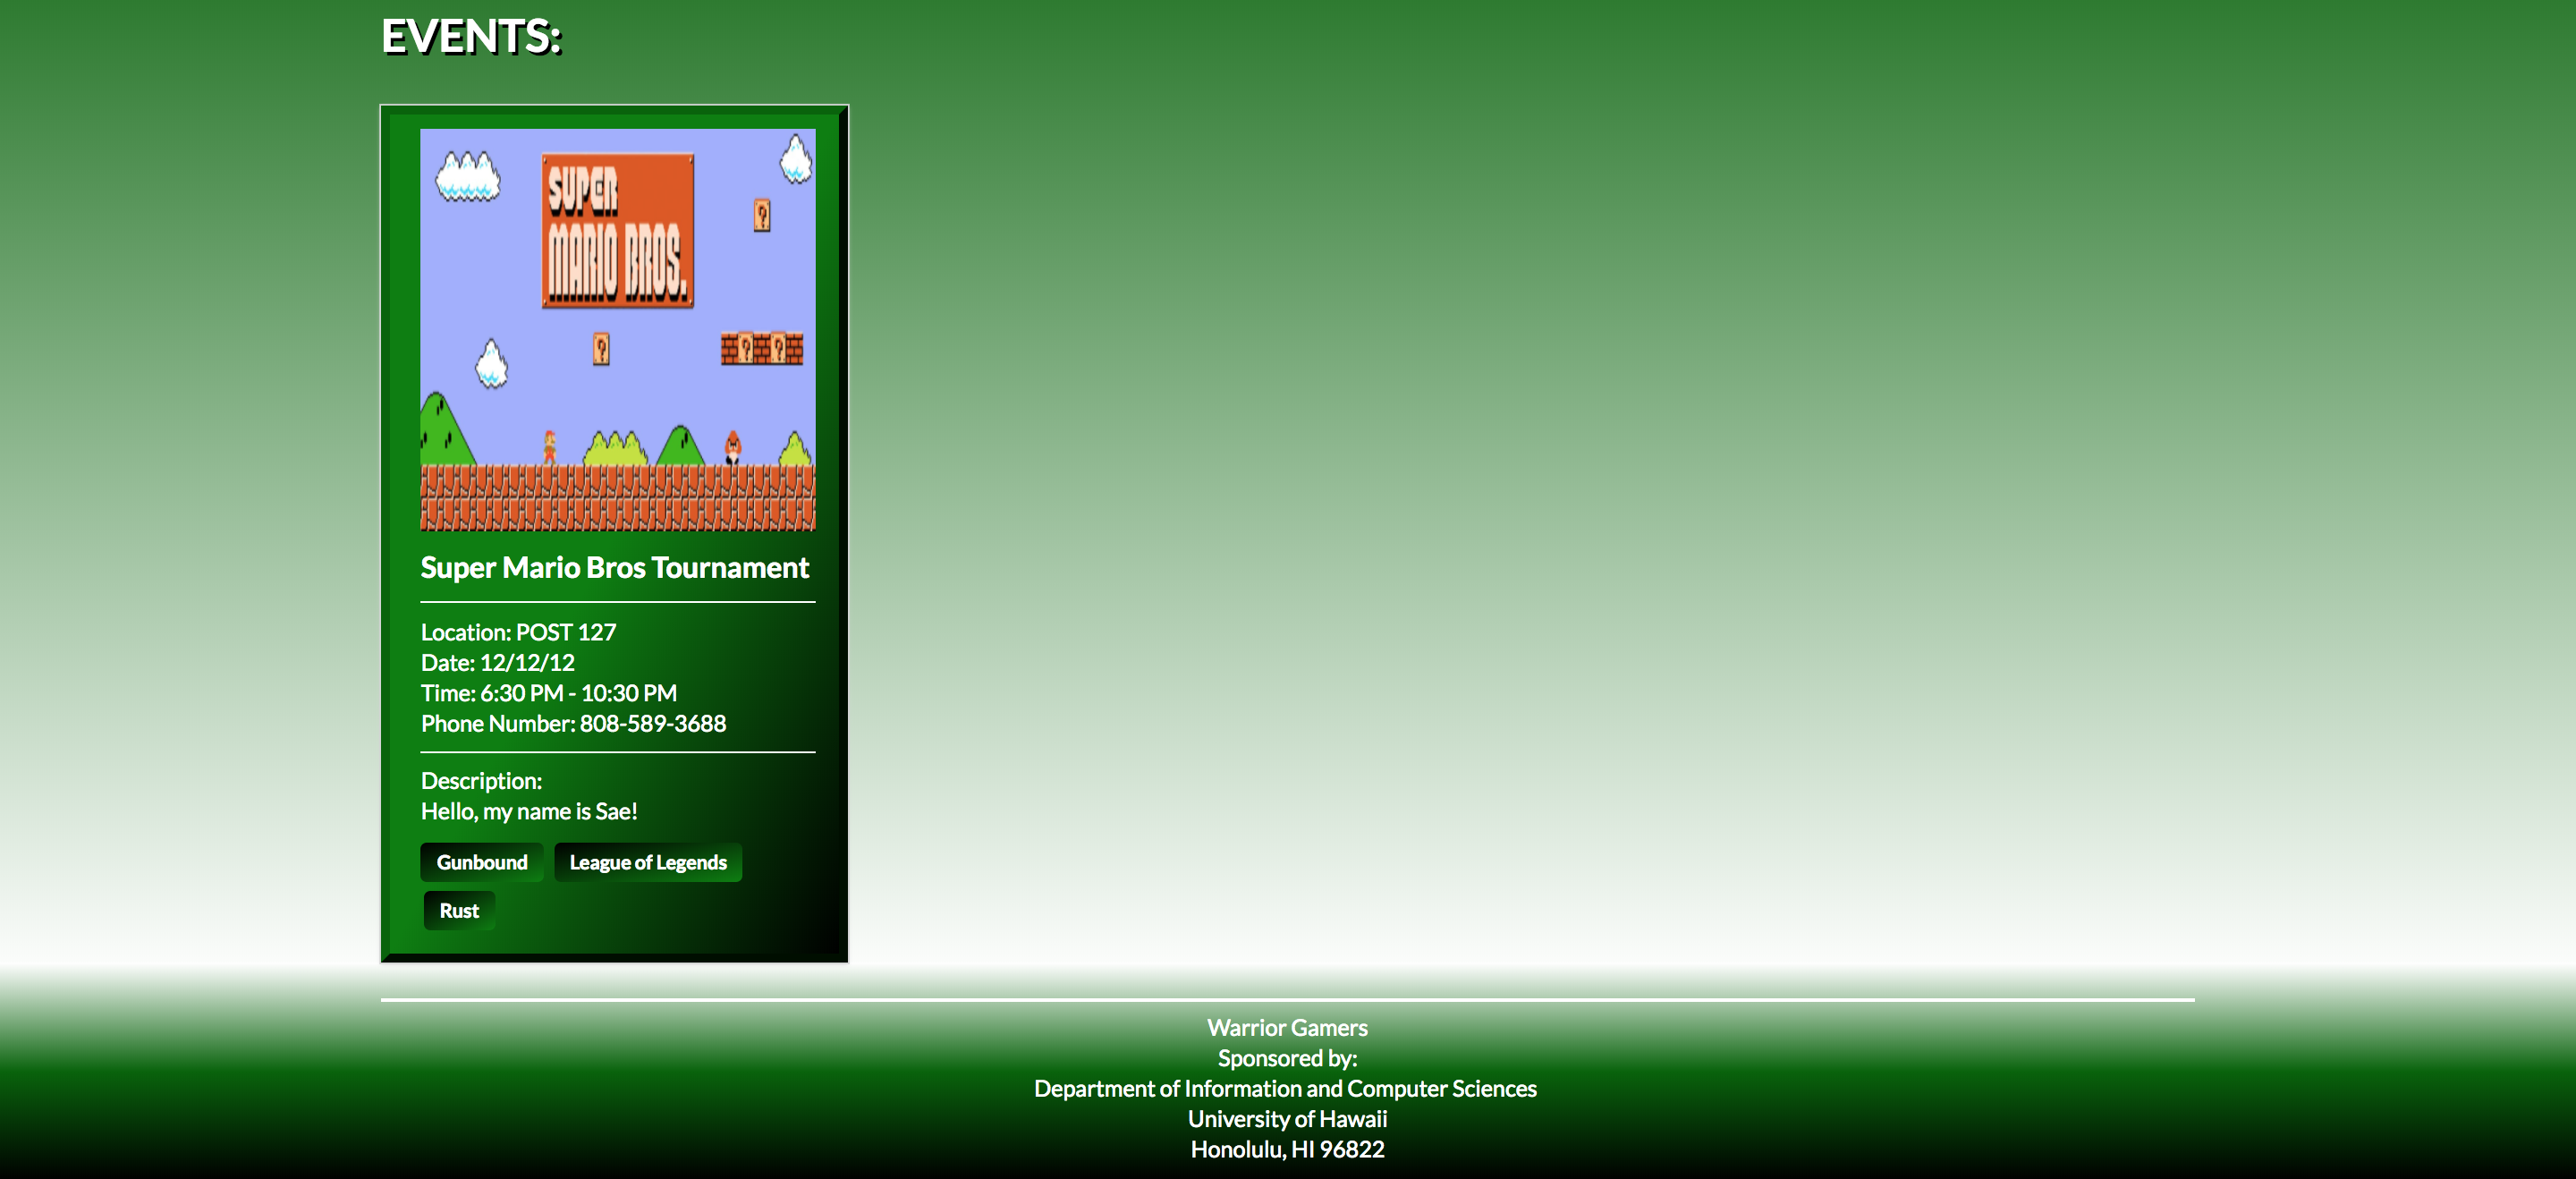 EVENTS:
SUPER
MARIO BROS.
?
?
? ?
Super Mario Bros Tournament
Location: POST 127
Date: 12/12/12
Time: 6:30 PM - 10:30 PM
Phone Number: 808-589-3688
Description:
Hello, my name is Sae!
Gunbound League of Legends
Rust
Warrior Gamers
Sponsored by:
Department of Information and Computer Sciences
University of Hawaii
Honolulu, HI 96822